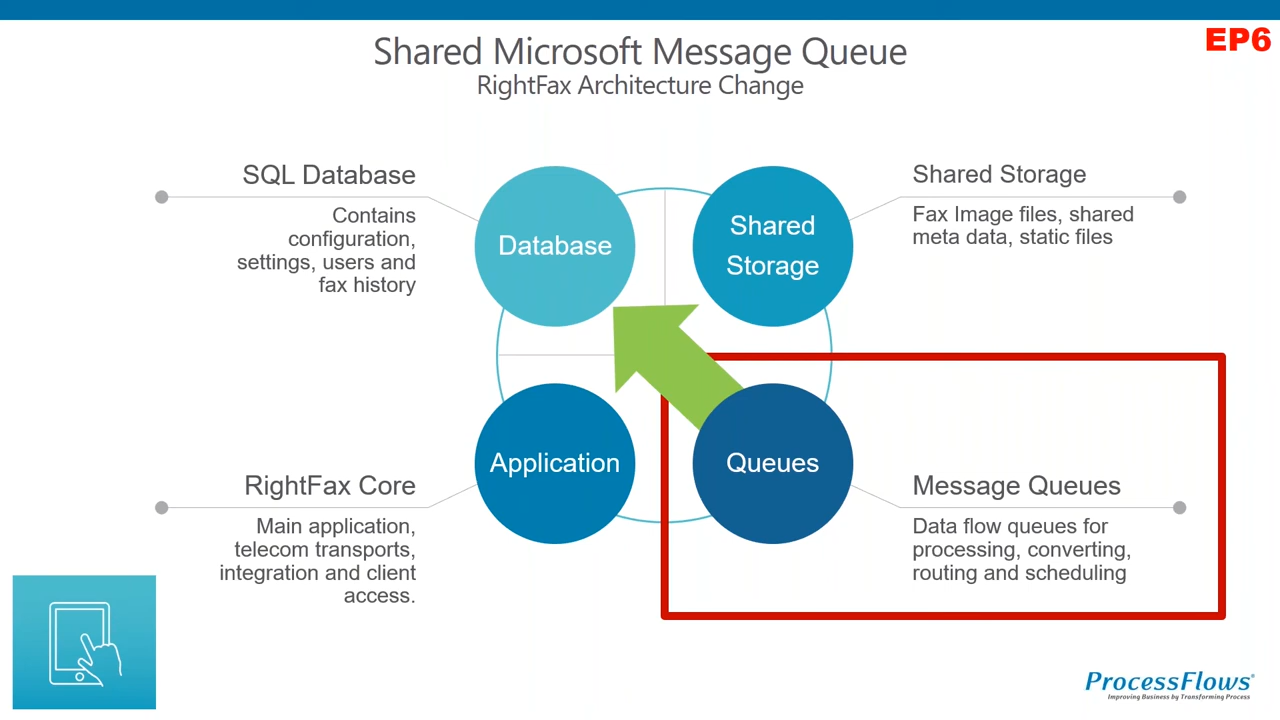 EP6
Shared Microsoft Message Queue
RightFax Architecture Change
SQL Database
Contains
configuration,
settings, users and
fax history
Database
Shared
Storage
Shared Storage
Fax Image files, shared
meta data, static files
RightFax Core
Main application,
telecom transports,
integration and client
access.
Application
Queues
Message Queues
Data flow queues for
processing, converting,
routing and scheduling
ProcessFlows®
Improving Business by Transforming Process